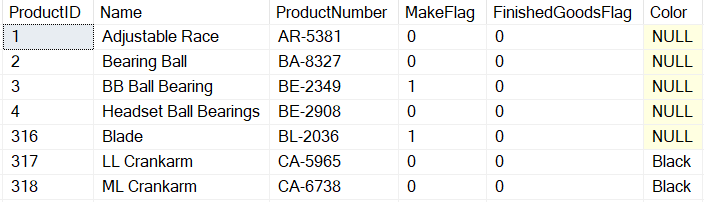 ProductID Name ProductNumber MakeFlag FinishedGoodsFlag Color
1 Adjustable Race AR-5381 0 0 NULL
2 Bearing Ball BA-8327 0 0 NULL
3 BB Ball Bearing BE-2349 1 0 NULL
4 Headset Ball Bearings BE-2908 0 0 NULL
316 Blade BL-2036 1 0 NULL
317 LL Crankarm CA-5965 0 0 Black
318 ML Crankarm CA-6738 0 0 Black